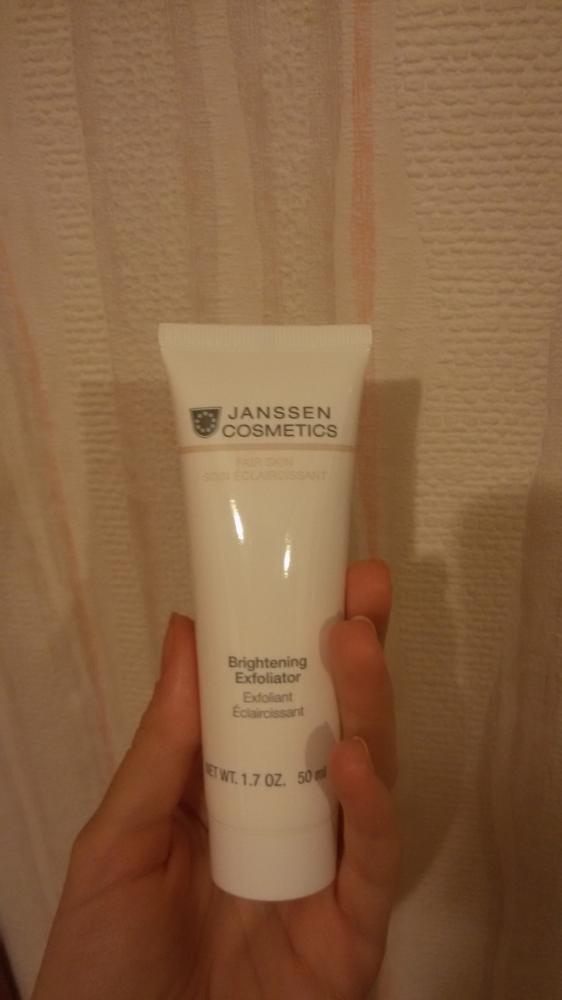 JANSSEN
COSMETICS
FAIR SKIN
SOIN ÉCLAIRCISSANT
Brightening
Exfoliator
Exfoliant
Éclaircissant
NET WT. 1.7 OZ. 50 ml